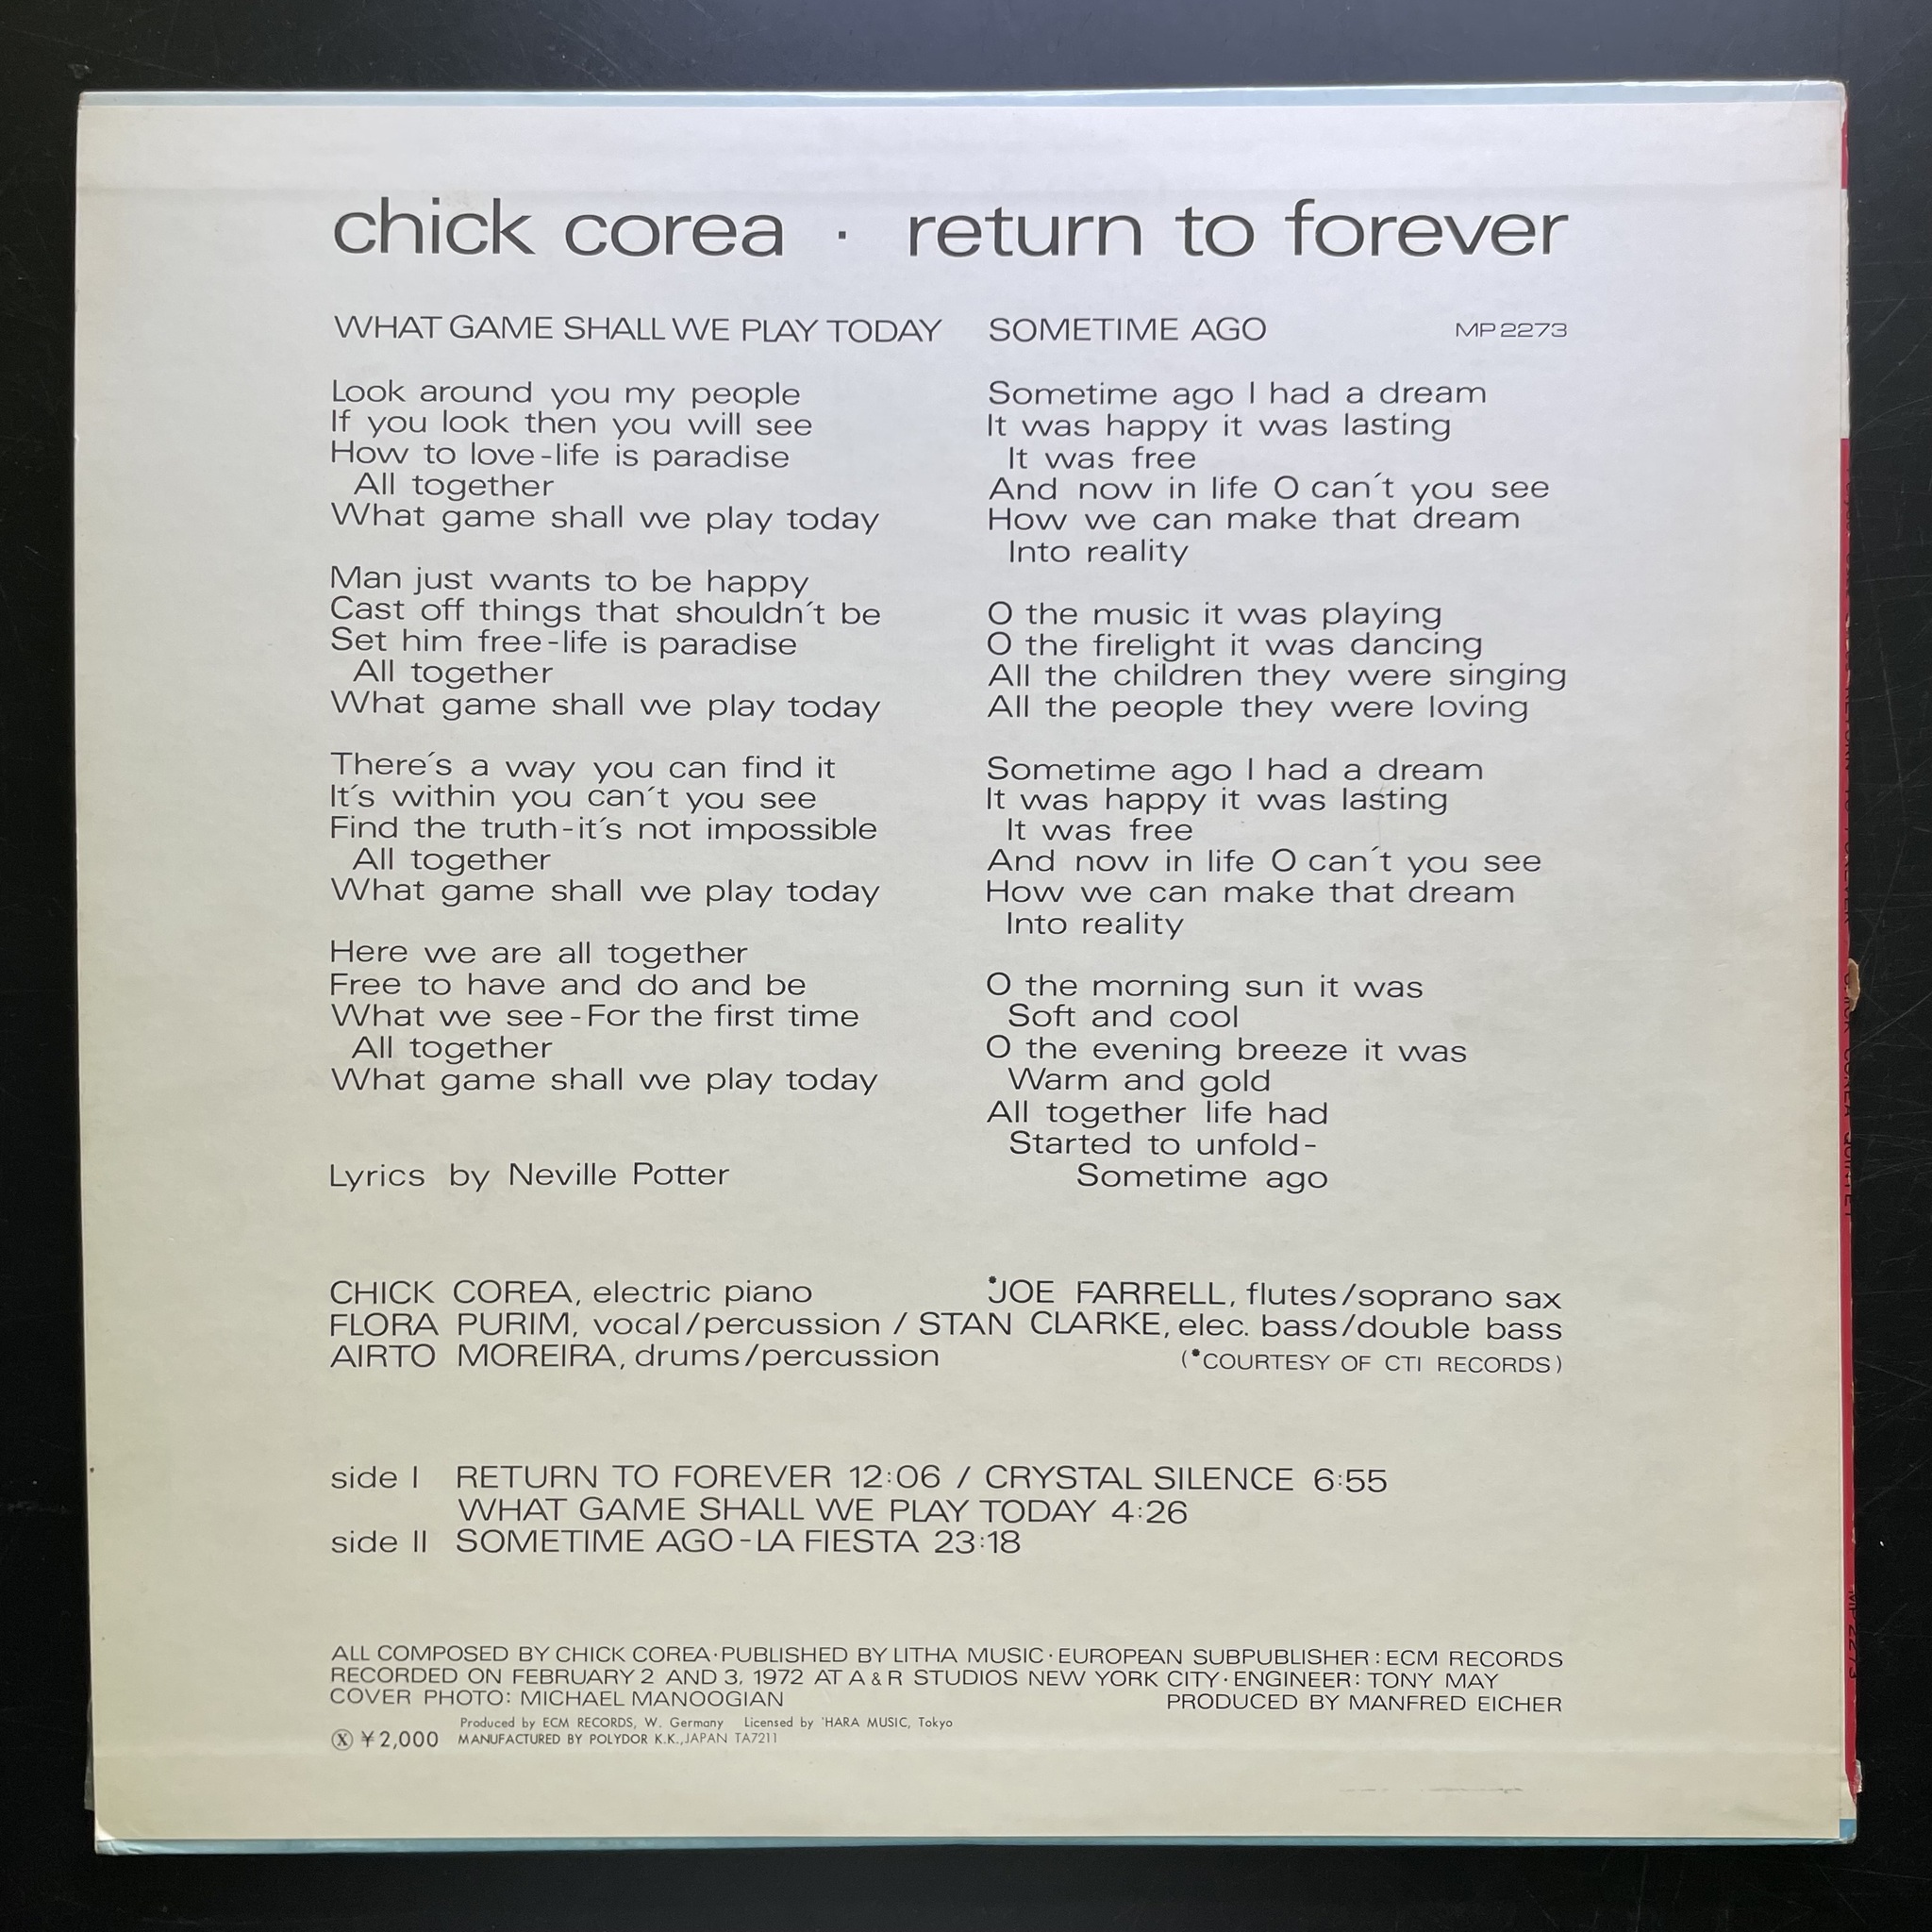 chick corea · return to forever
WHAT GAME SHALL WE PLAY TODAY
Look around you my people
If you look then you will see
How to love-life is paradise
All together
What game shall we play today
Man just wants to be happy
Cast off things that shouldn´t be
Set him free-life is paradise
All together
What game shall we play today
There´s a way you can find it
It´s within you can´t you see
Find the truth-it´s not impossible
All together
What game shall we play today
Here we are all together
Free to have and do and be
What we see-For the first time
All together
What game shall we play today
Lyrics by Neville Potter
SOMETIME AGO
MP 2273
Sometime ago I had a dream
It was happy it was lasting
It was free
And now in life O can´t you see
How we can make that dream
Into reality
O the music it was playing
O the firelight it was dancing
All the children they were singing
All the people they were loving
Sometime ago I had a dream
It was happy it was lasting
It was free
And now in life O can´t you see
How we can make that dream
Into reality
O the morning sun it was
Soft and cool
O the evening breeze it was
Warm and gold
All together life had
Started to unfold-
Sometime ago
CHICK COREA, electric piano *JOE FARRELL, flutes/soprano sax
FLORA PURIM, vocal/percussion / STAN CLARKE, elec. bass/double bass
AIRTO MOREIRA, drums/percussion (*COURTESY OF CTI RECORDS)
side I RETURN TO FOREVER 12:06 / CRYSTAL SILENCE 6:55
WHAT GAME SHALL WE PLAY TODAY 4:26
side II SOMETIME AGO-LA FIESTA 23:18
ALL COMPOSED BY CHICK COREA·PUBLISHED BY LITHA MUSIC·EUROPEAN SUBPUBLISHER: ECM RECORDS
RECORDED ON FEBRUARY 2 AND 3, 1972 AT A & R STUDIOS NEW YORK CITY·ENGINEER: TONY MAY
COVER PHOTO: MICHAEL MANOOGIAN PRODUCED BY MANFRED EICHER
Produced by ECM RECORDS, W. Germany Licensed by 'HARA MUSIC, Tokyo
Ⓧ ¥2,000 MANUFACTURED BY POLYDOR K.K., JAPAN TA7211